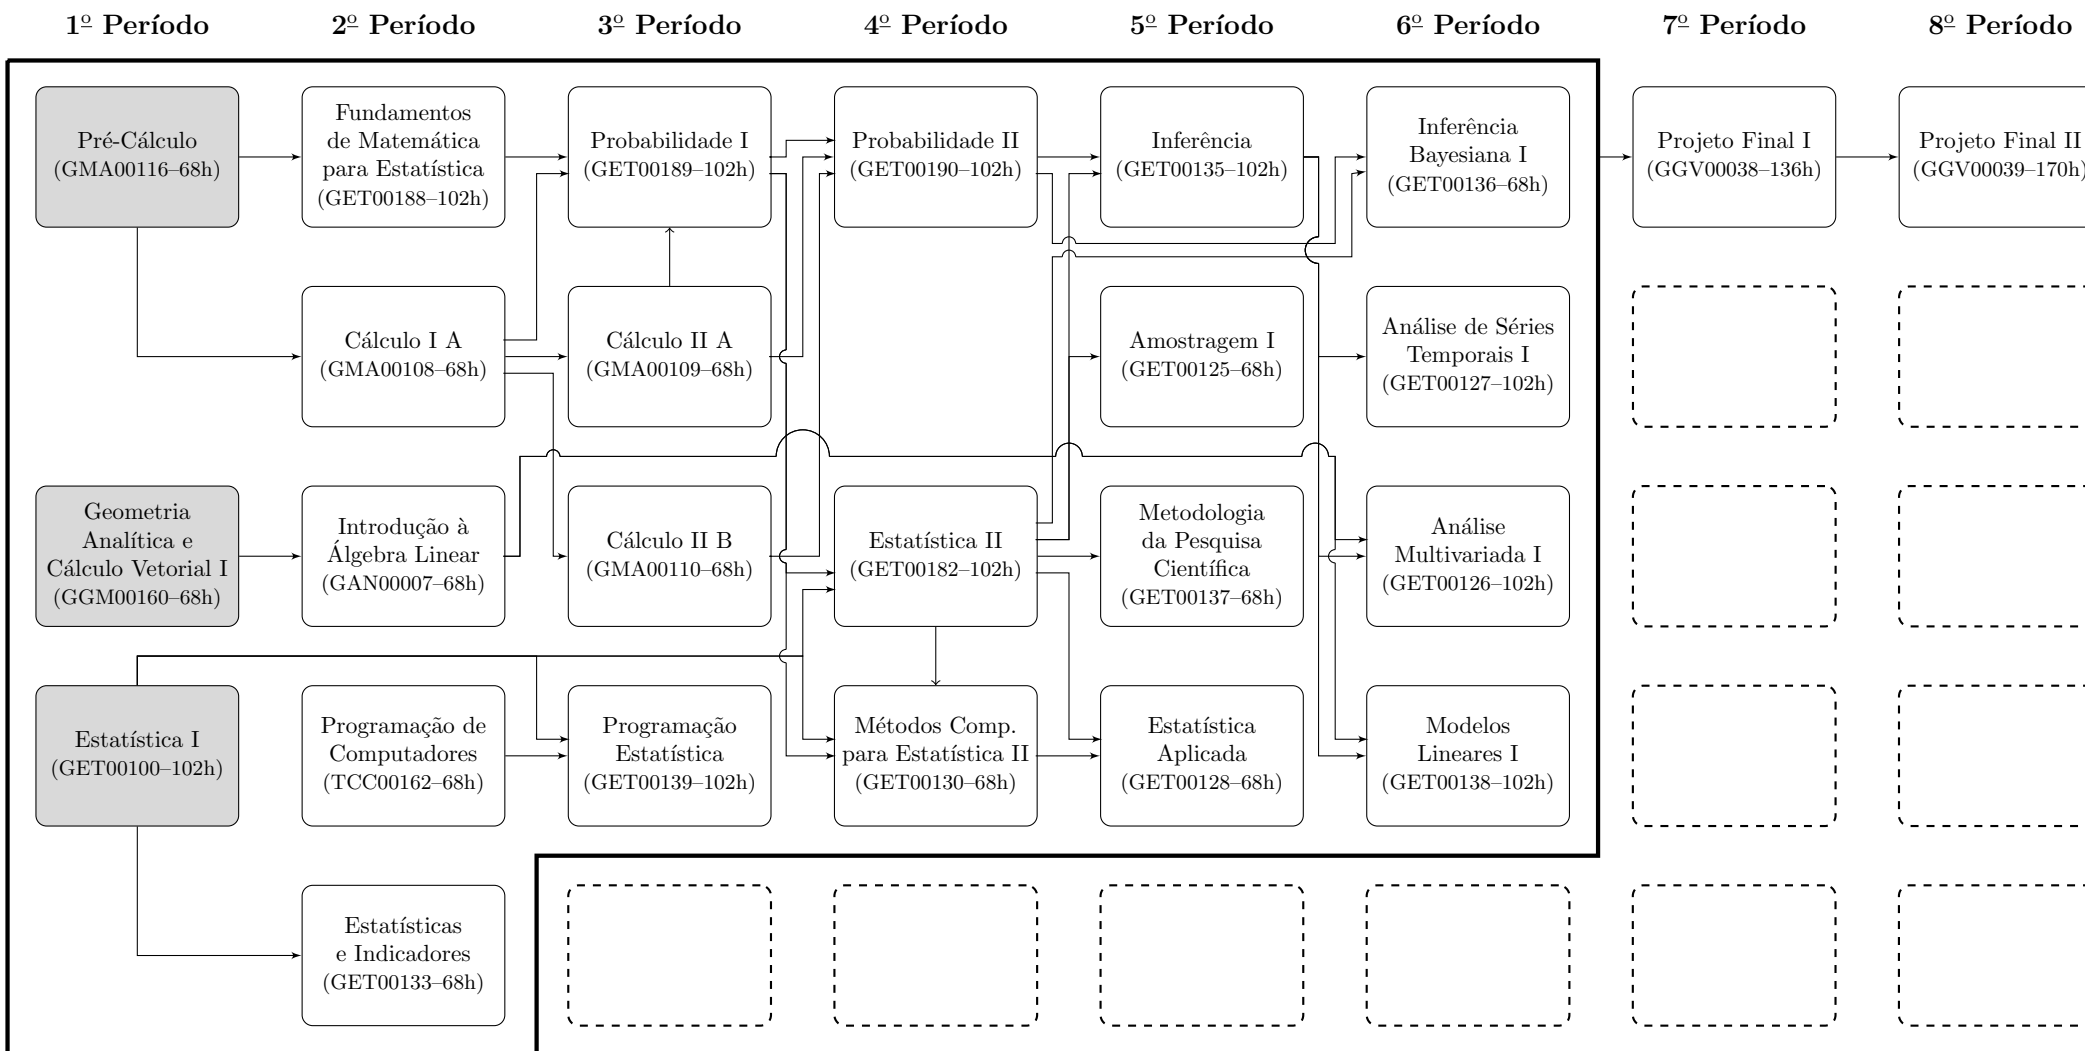 1º Período
2º Período
3º Período
4º Período
5º Período
6º Período
7º Período
8º Período
Pré-Cálculo
(GMA00116–68h)
Fundamentos
de Matemática
para Estatística
(GET00188–102h)
Probabilidade I
(GET00189–102h)
Probabilidade II
(GET00190–102h)
Inferência
(GET00135–102h)
Inferência
Bayesiana I
(GET00136–68h)
Projeto Final I
(GGV00038–136h)
Projeto Final II
(GGV00039–170h)
Cálculo I A
(GMA00108–68h)
Cálculo II A
(GMA00109–68h)
Amostragem I
(GET00125–68h)
Análise de Séries
Temporais I
(GET00127–102h)
Geometria
Analítica e
Cálculo Vetorial I
(GGM00160–68h)
Introdução à
Álgebra Linear
(GAN00007–68h)
Cálculo II B
(GMA00110–68h)
Estatística II
(GET00182–102h)
Metodologia
da Pesquisa
Científica
(GET00137–68h)
Análise
Multivariada I
(GET00126–102h)
Estatística I
(GET00100–102h)
Programação de
Computadores
(TCC00162–68h)
Programação
Estatística
(GET00139–102h)
Métodos Comp.
para Estatística II
(GET00130–68h)
Estatística
Aplicada
(GET00128–68h)
Modelos
Lineares I
(GET00138–102h)
Estatísticas
e Indicadores
(GET00133–68h)